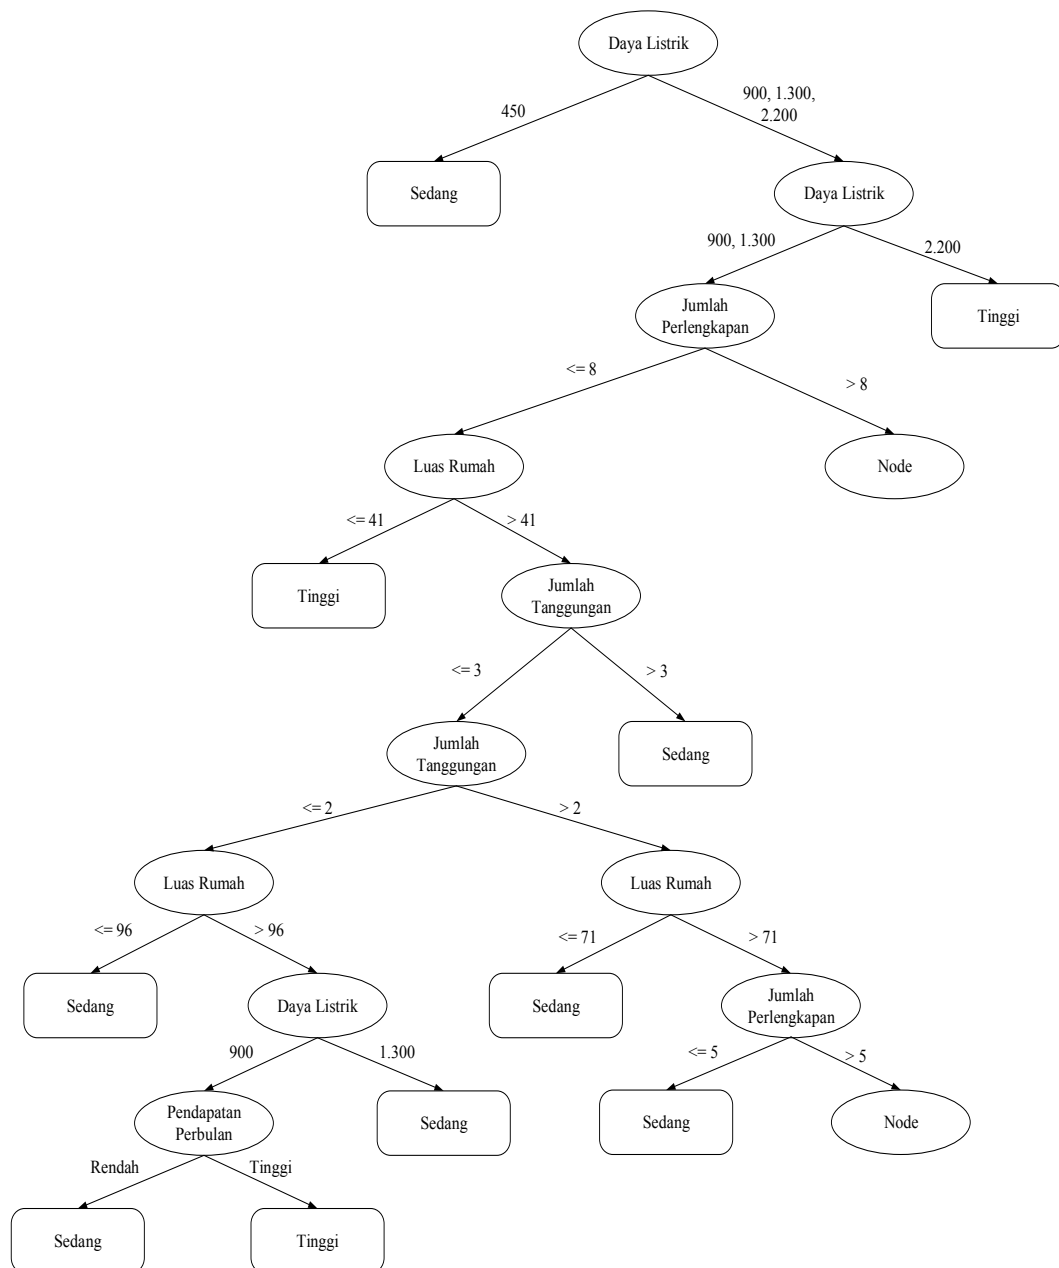 Daya Listrik
450
900, 1.300,
2.200
Sedang
Daya Listrik
900, 1.300
2.200
Jumlah
Perlengkapan
Tinggi
<= 8
> 8
Luas Rumah
Node
<= 41
> 41
Tinggi
Jumlah
Tanggungan
<= 3
> 3
Jumlah
Tanggungan
Sedang
<= 2
> 2
Luas Rumah
Luas Rumah
<= 96
> 96
<= 71
> 71
Sedang
Daya Listrik
Sedang
Jumlah
Perlengkapan
900
1.300
<= 5
> 5
Pendapatan
Perbulan
Sedang
Sedang
Node
Rendah
Tinggi
Sedang
Tinggi